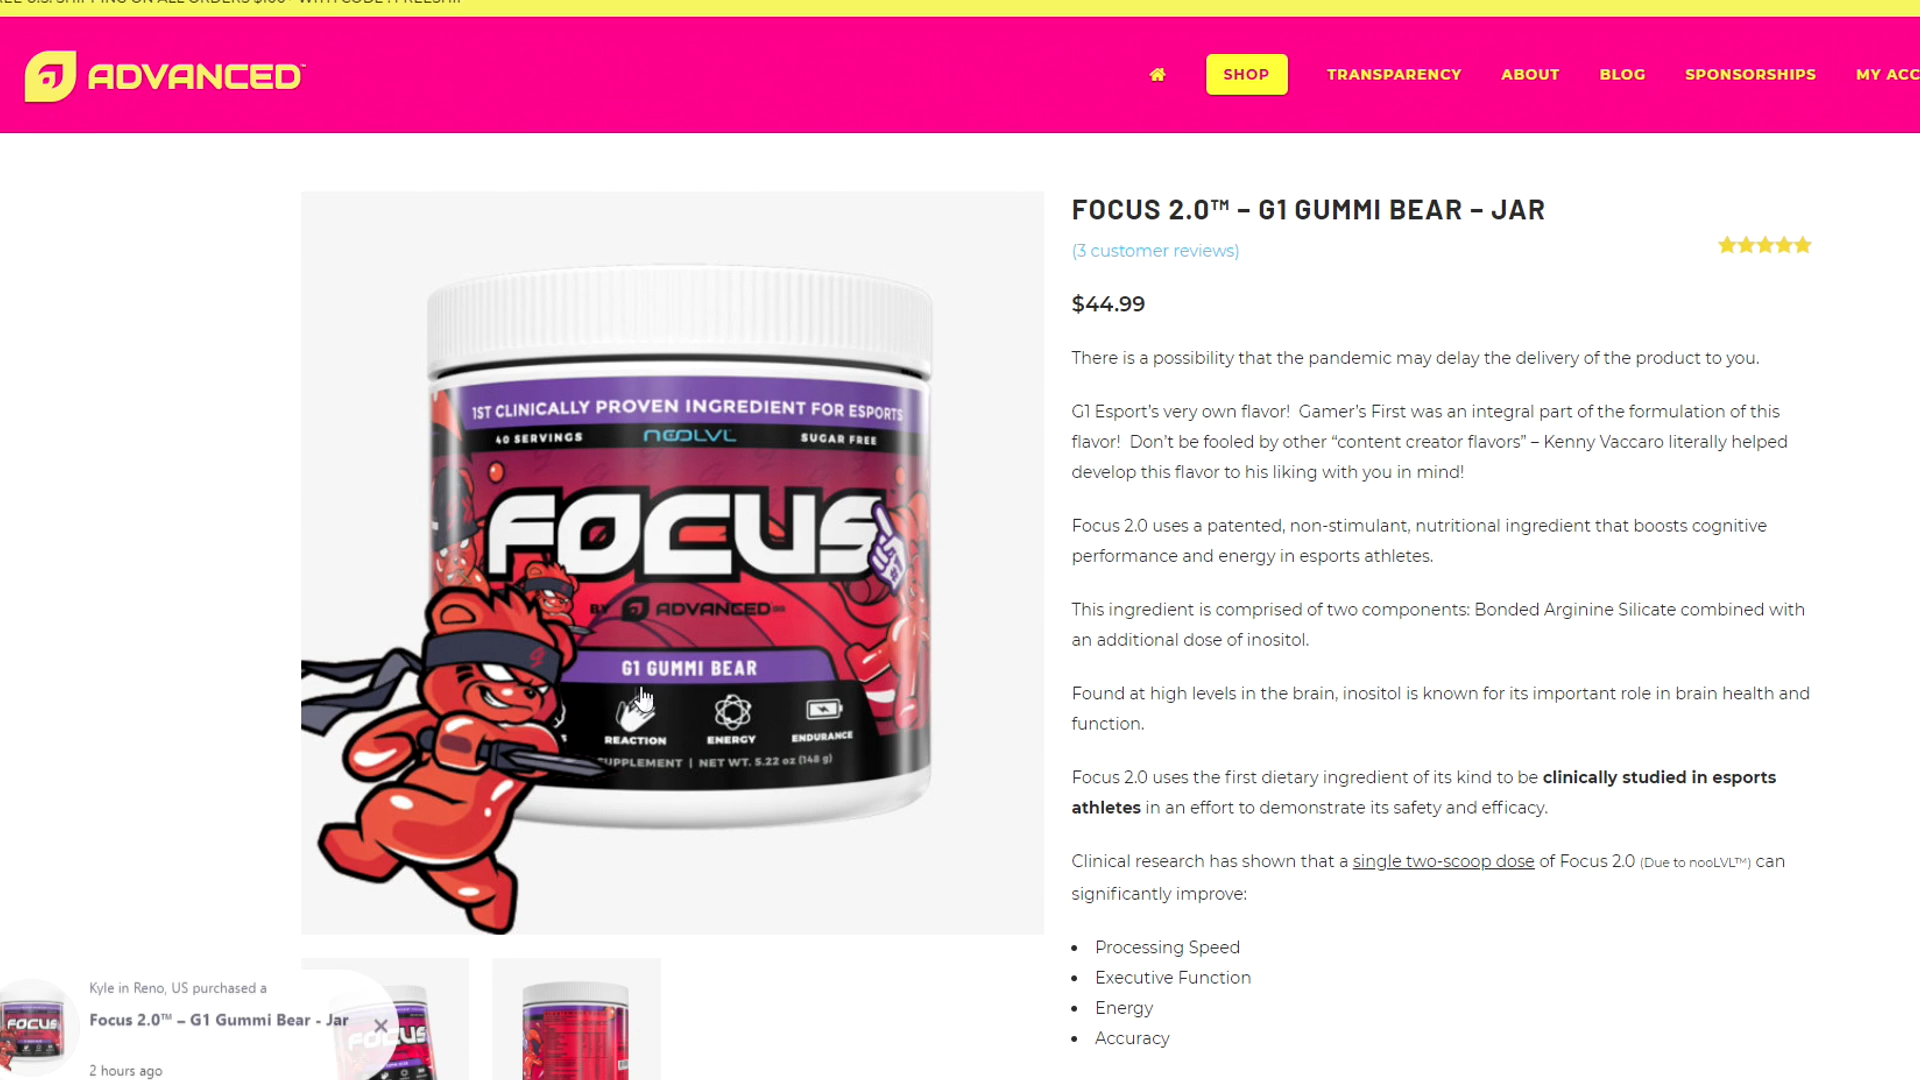 ADVANCED™
SHOP
TRANSPARENCY
ABOUT
BLOG
SPONSORSHIPS
MY ACC
FOCUS 2.0™ – G1 GUMMI BEAR – JAR
(3 customer reviews)
$44.99
There is a possibility that the pandemic may delay the delivery of the product to you.
G1 Esport's very own flavor! Gamer's First was an integral part of the formulation of this
flavor! Don't be fooled by other “content creator flavors” – Kenny Vaccaro literally helped
develop this flavor to his liking with you in mind!
Focus 2.0 uses a patented, non-stimulant, nutritional ingredient that boosts cognitive
performance and energy in esports athletes.
This ingredient is comprised of two components: Bonded Arginine Silicate combined with
an additional dose of inositol.
Found at high levels in the brain, inositol is known for its important role in brain health and
function.
Focus 2.0 uses the first dietary ingredient of its kind to be clinically studied in esports
athletes in an effort to demonstrate its safety and efficacy.
Clinical research has shown that a single two-scoop dose of Focus 2.0 (Due to nooLVL™) can
significantly improve:
• Processing Speed
• Executive Function
• Energy
• Accuracy
1ST CLINICALLY PROVEN INGREDIENT FOR ESPORTS
40 SERVINGS
nooLVL
SUGAR FREE
FOCUS
#1
BY ADVANCED GG
G1 GUMMI BEAR
REACTION
ENERGY
ENDURANCE
SUPPLEMENT | NET WT. 5.22 oz (148 g)
Kyle in Reno, US purchased a
Focus 2.0™ – G1 Gummi Bear - Jar
2 hours ago
FOCUS
FOCUS